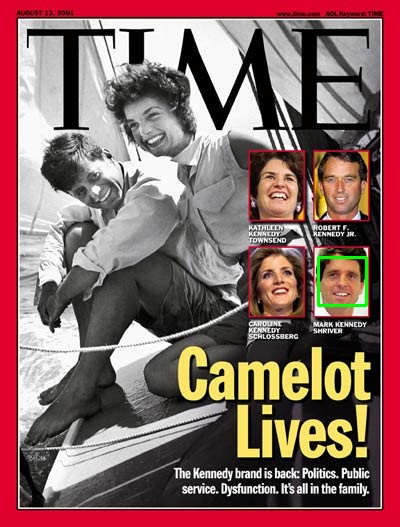 AUGUST 13, 2001
www.time.com AOL Keyword: TIME
TIME
KATHLEEN
KENNEDY
TOWNSEND
ROBERT F.
KENNEDY JR.
CAROLINE
KENNEDY
SCHLOSSBERG
MARK KENNEDY
SHRIVER
Camelot
Lives!
The Kennedy brand is back: Politics. Public
service. Dysfunction. It's all in the family.